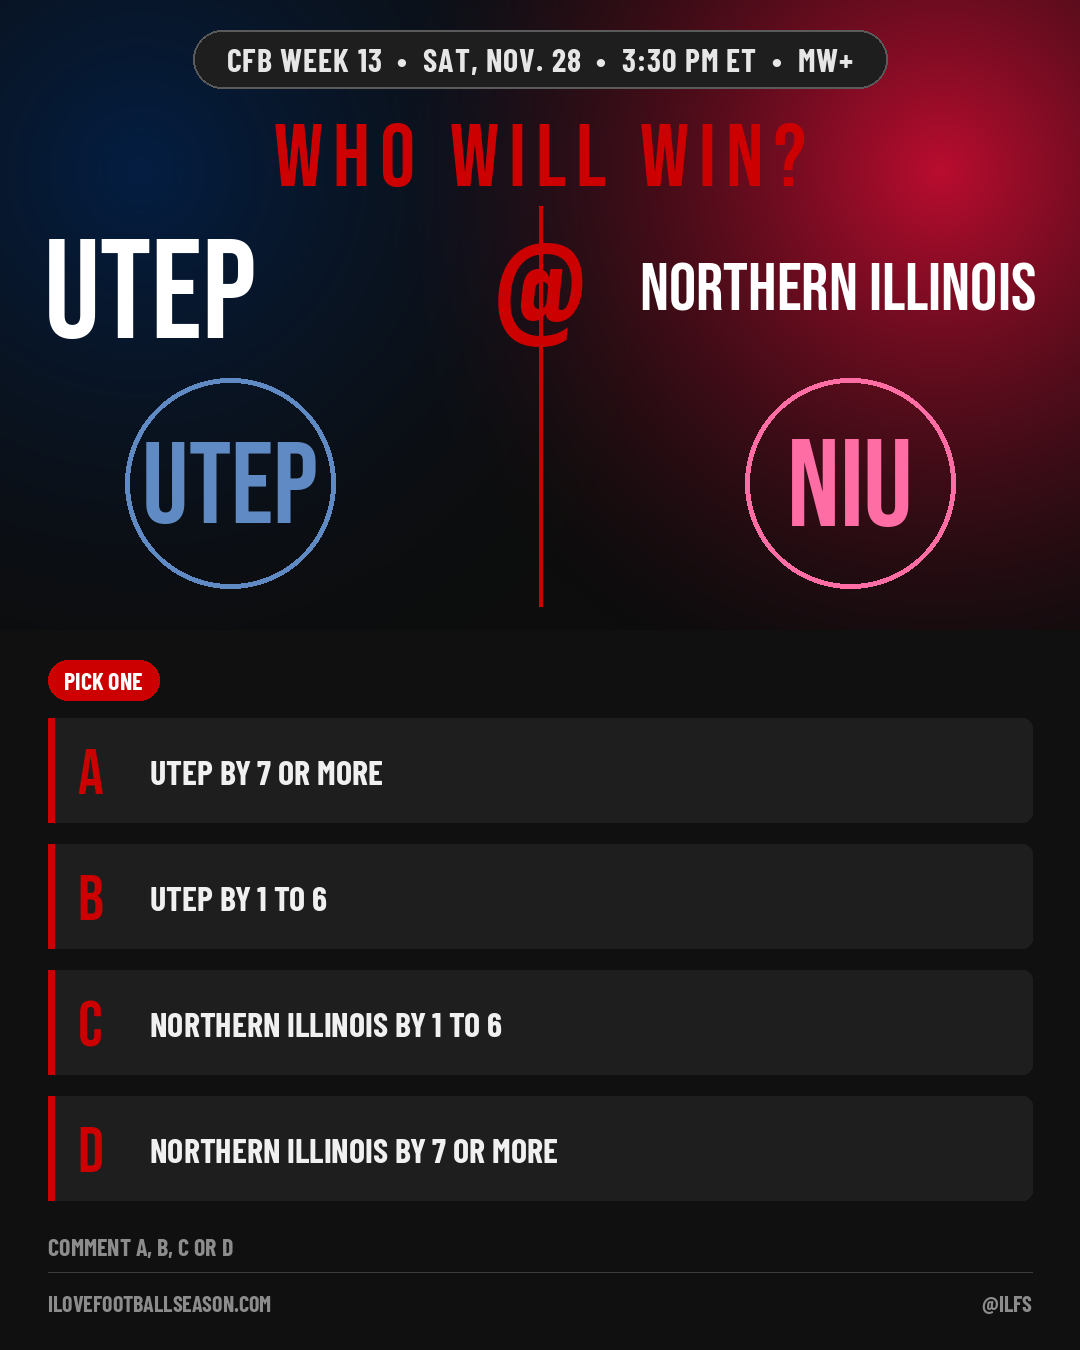 CFB WEEK 13 • SAT, NOV. 28 • 3:30 PM ET • MW+
WHO WILL WIN?
UTEP @ NORTHERN ILLINOIS
UTEP NIU
PICK ONE
A UTEP BY 7 OR MORE
B UTEP BY 1 TO 6
C NORTHERN ILLINOIS BY 1 TO 6
D NORTHERN ILLINOIS BY 7 OR MORE
COMMENT A, B, C OR D
ILOVEFOOTBALLSEASON.COM @ILFS